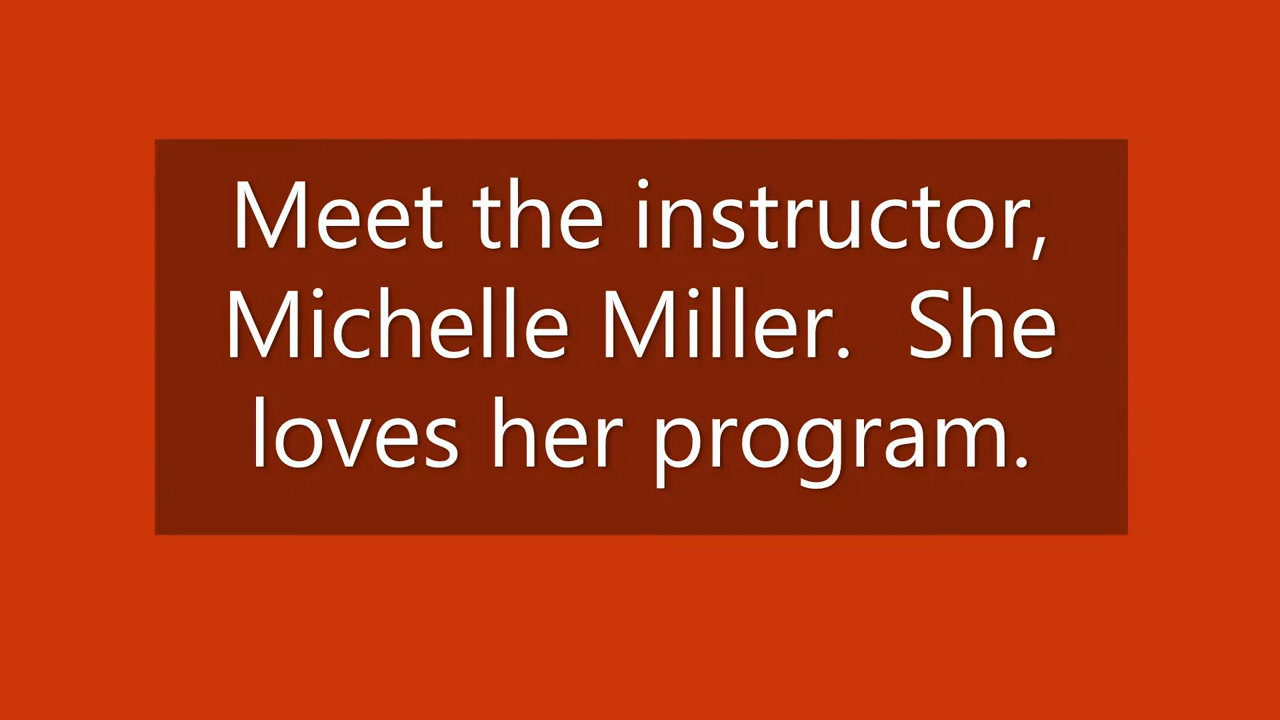 Meet the instructor,
Michelle Miller.  She
loves her program.